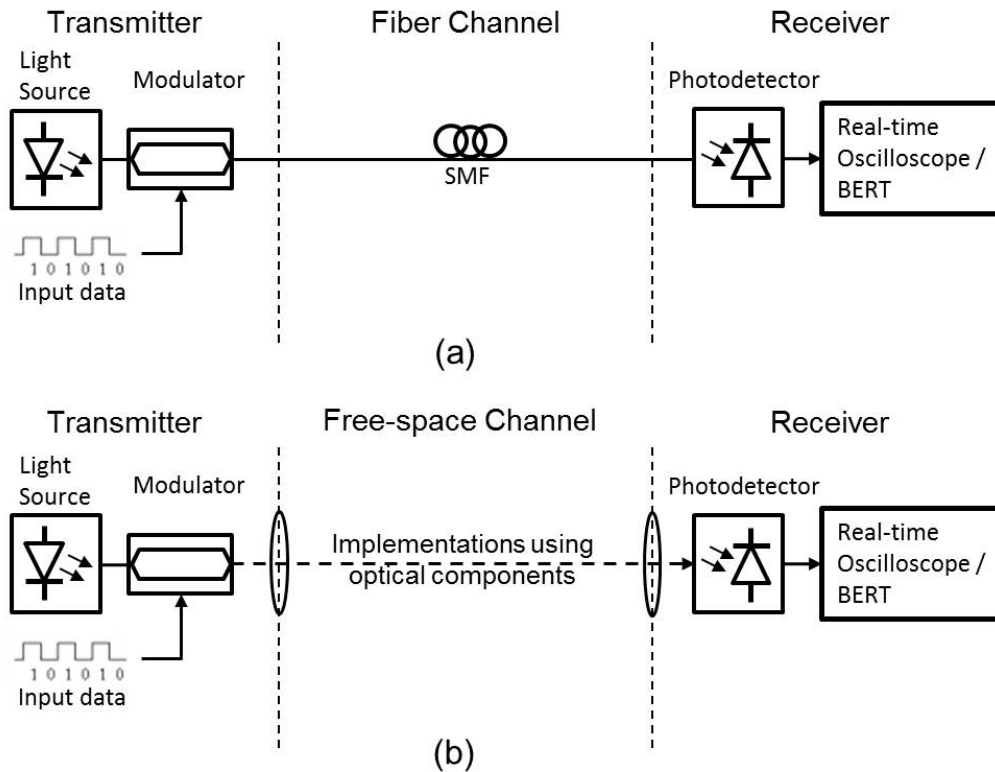 Transmitter
Fiber Channel
Receiver
Light
Source
Modulator
Photodetector
SMF
Real-time
Oscilloscope /
BERT
1 0 1 0 1 0
Input data
(a)
Transmitter
Free-space Channel
Receiver
Light
Source
Modulator
Photodetector
Implementations using
optical components
Real-time
Oscilloscope /
BERT
1 0 1 0 1 0
Input data
(b)